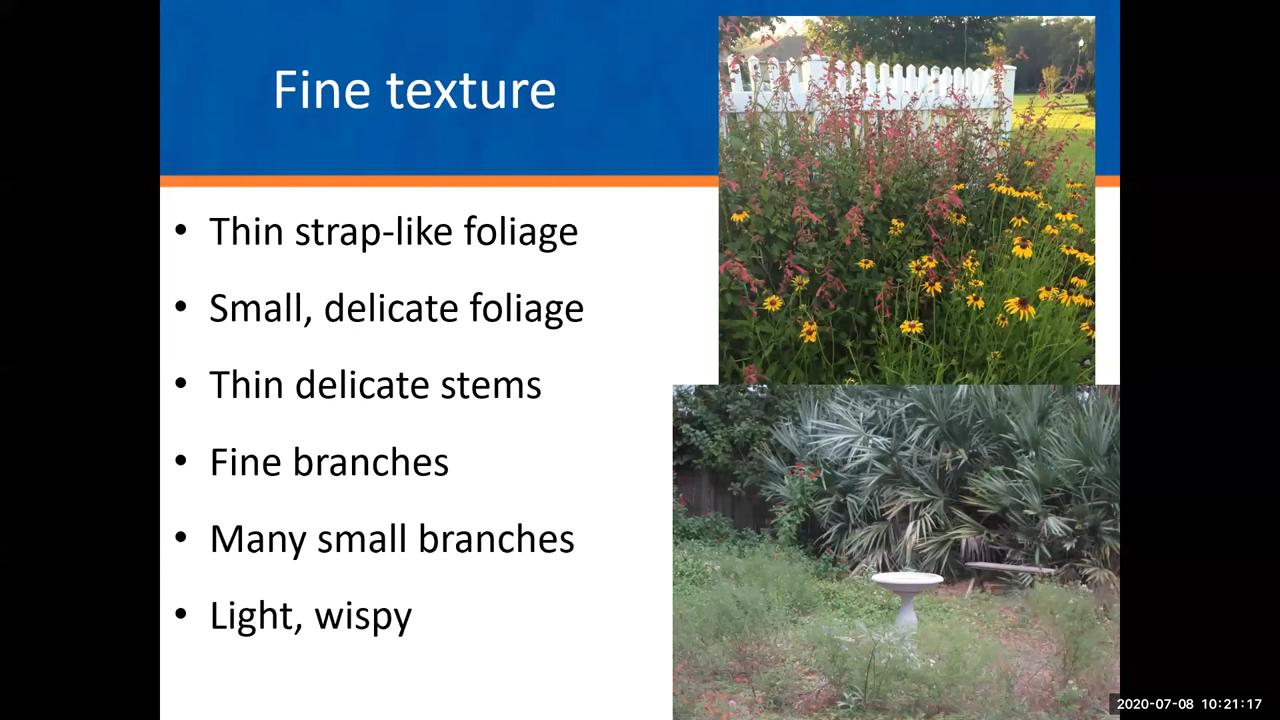 Fine texture
• Thin strap-like foliage
• Small, delicate foliage
• Thin delicate stems
• Fine branches
• Many small branches
• Light, wispy
2020-07-08 10:21:17